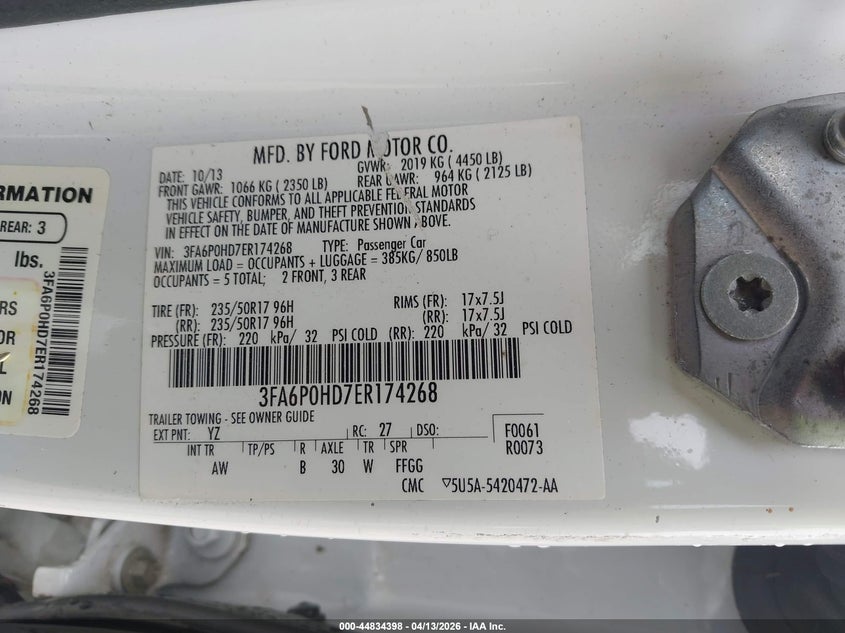 RMATION
REAR: 3
lbs.
RS
OR
L
ON
3FA6P0HD7ER174268
MFD. BY FORD MOTOR CO.
DATE: 10/13 GVWR: 2019 KG ( 4450 LB)
FRONT GAWR: 1066 KG ( 2350 LB) REAR GAWR: 964 KG ( 2125 LB)
THIS VEHICLE CONFORMS TO ALL APPLICABLE FEDERAL MOTOR
VEHICLE SAFETY, BUMPER, AND THEFT PREVENTION STANDARDS
IN EFFECT ON THE DATE OF MANUFACTURE SHOWN ABOVE.
VIN: 3FA6P0HD7ER174268 TYPE: Passenger Car
MAXIMUM LOAD = OCCUPANTS + LUGGAGE = 385KG/ 850LB
OCCUPANTS = 5 TOTAL; 2 FRONT, 3 REAR
TIRE (FR): 235/50R17 96H RIMS (FR): 17x7.5J
(RR): 235/50R17 96H (RR): 17x7.5J
PRESSURE (FR): 220 kPa/ 32 PSI COLD (RR): 220 kPa/ 32 PSI COLD
3FA6P0HD7ER174268
TRAILER TOWING - SEE OWNER GUIDE
EXT PNT: YZ RC: 27 DSO: F0061
INT TR TP/PS R AXLE TR SPR R0073
AW B 30 W FFGG
CMC ▽5U5A-5420472-AA
000-44834398 | 04/13/2026 | IAA Inc.